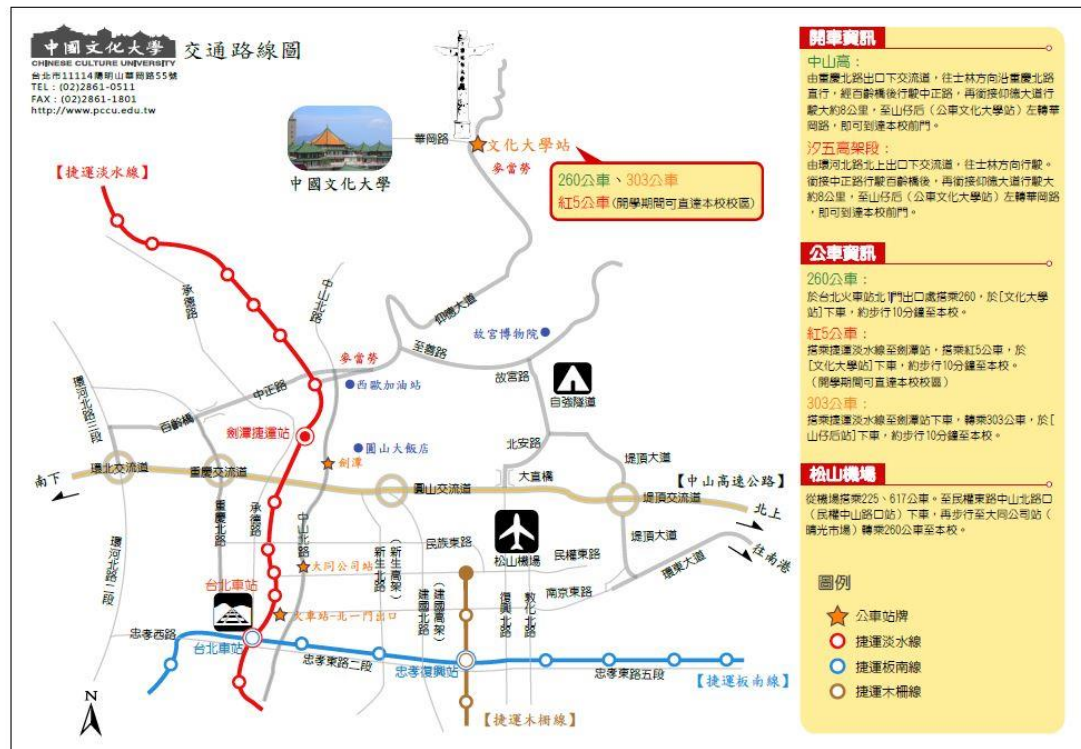 中國文化大學 交通路線圖
CHINESE CULTURE UNIVERSITY
台北市11114陽明山華岡路55號
TEL : (02)2861-0511
FAX : (02)2861-1801
http://www.pccu.edu.tw
華岡路
文化大學站
麥當勞
中國文化大學
260公車、303公車
紅5公車(開學期間可直達本校校區)
【捷運淡水線】
承德路
中山北路
仰德大道
至善路
故宮博物院
麥當勞
西歐加油站
故宮路
自強隧道
環河北路三段
中正路
百齡橋
劍潭捷運站
圓山大飯店
劍潭
北安路
大直橋
堤頂大道
南下
環北交流道
重慶交流道
圓山交流道
【中山高速公路】
堤頂交流道
北上
重慶北路
承德路
中山北路
民族東路
松山機場
民權東路
堤頂大道
環東大道
往南港
環河北路二段
大同公司站
新生北路
(新生高架)
建國北路
(建國高架)
復興北路
敦化北路
南京東路
台北車站
火車站-北一門出口
忠孝西路
台北車站
忠孝東路二段
忠孝復興站
忠孝東路五段
【捷運板南線】
【捷運木柵線】
N
開車資訊
中山高：
由重慶北路出口下交流道，往士林方向沿重慶北路
直行，經百齡橋後行駛中正路，再銜接仰德大道行
駛大約8公里，至山仔后（公車文化大學站）左轉華
岡路，即可到達本校前門。
汐五高架段：
由環河北路北上出口下交流道，往士林方向行駛。
銜接中正路行駛百齡橋後，再銜接仰德大道行駛大
約8公里，至山仔后（公車文化大學站）左轉華岡路
，即可到達本校前門。
公車資訊
260公車：
於台北火車站北1門出口處搭乘260，於[文化大學
站]下車，約步行10分鐘至本校。
紅5公車：
搭乘捷運淡水線至劍潭站，搭乘紅5公車，於
[文化大學站]下車，約步行10分鐘至本校。
（開學期間可直達本校校區）
303公車：
搭乘捷運淡水線至劍潭站下車，轉乘303公車，於[
山仔后站]下車，約步行10分鐘至本校。
松山機場
從機場搭乘225、617公車。至民權東路中山北路口
（民權中山路口站）下車，再步行至大同公司站（
晴光市場）轉乘260公車至本校。
圖例
公車站牌
捷運淡水線
捷運板南線
捷運木柵線